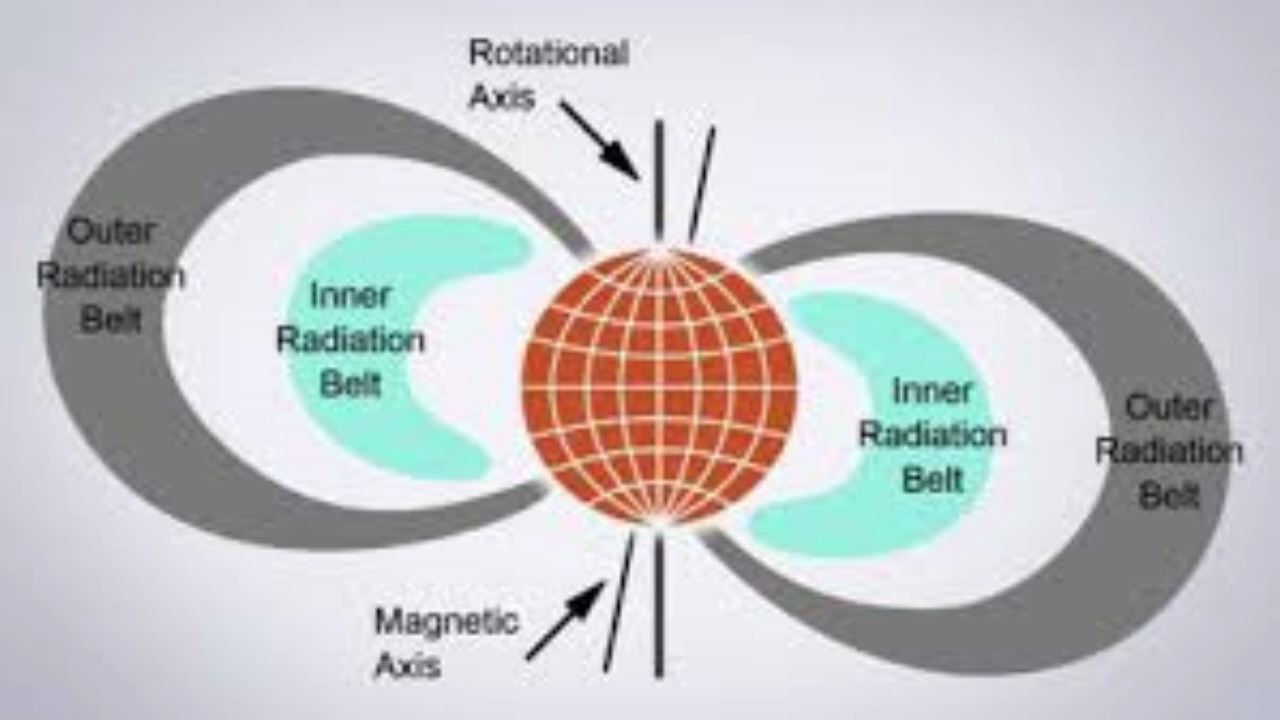 Rotational
Axis
Outer
Radiation
Belt
Inner
Radiation
Belt
Inner
Radiation
Belt
Outer
Radiation
Belt
Magnetic
Axis